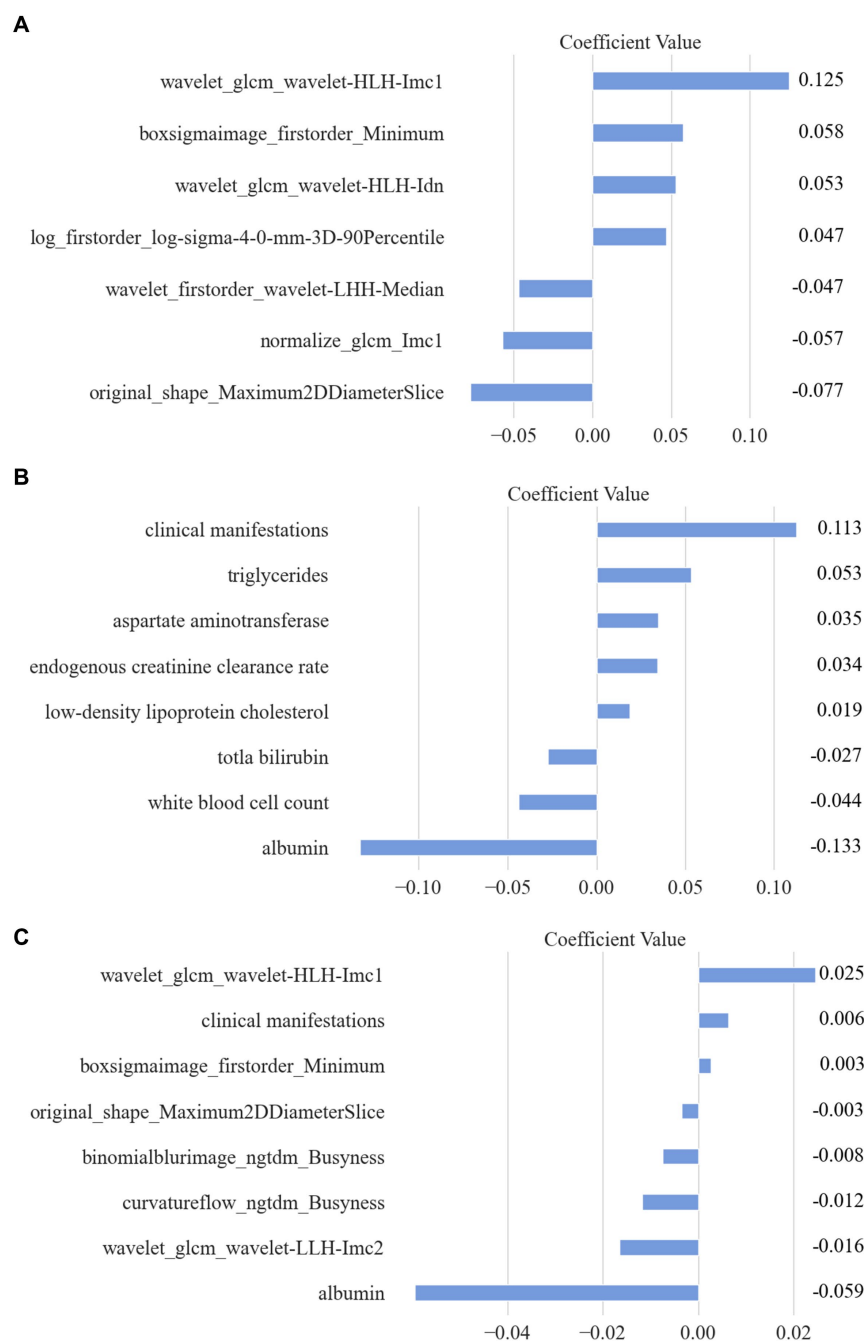 A
Coefficient Value
wavelet_glcm_wavelet-HLH-Imc1 0.125
boxsigmaimage_firstorder_Minimum 0.058
wavelet_glcm_wavelet-HLH-Idn 0.053
log_firstorder_log-sigma-4-0-mm-3D-90Percentile 0.047
wavelet_firstorder_wavelet-LHH-Median -0.047
normalize_glcm_Imc1 -0.057
original_shape_Maximum2DDiameterSlice -0.077
−0.05 0.00 0.05 0.10
B
Coefficient Value
clinical manifestations 0.113
triglycerides 0.053
aspartate aminotransferase 0.035
endogenous creatinine clearance rate 0.034
low-density lipoprotein cholesterol 0.019
totla bilirubin -0.027
white blood cell count -0.044
albumin -0.133
−0.10 −0.05 0.00 0.05 0.10
C
Coefficient Value
wavelet_glcm_wavelet-HLH-Imc1 0.025
clinical manifestations 0.006
boxsigmaimage_firstorder_Minimum 0.003
original_shape_Maximum2DDiameterSlice -0.003
binomialblurimage_ngtdm_Busyness -0.008
curvatureflow_ngtdm_Busyness -0.012
wavelet_glcm_wavelet-LLH-Imc2 -0.016
albumin -0.059
−0.04 −0.02 0.00 0.02